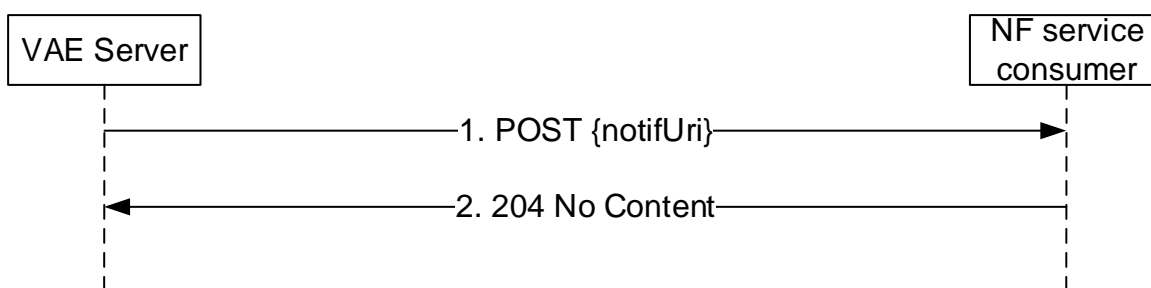 VAE Server
NF service
consumer
1. POST {notifUri}
2. 204 No Content